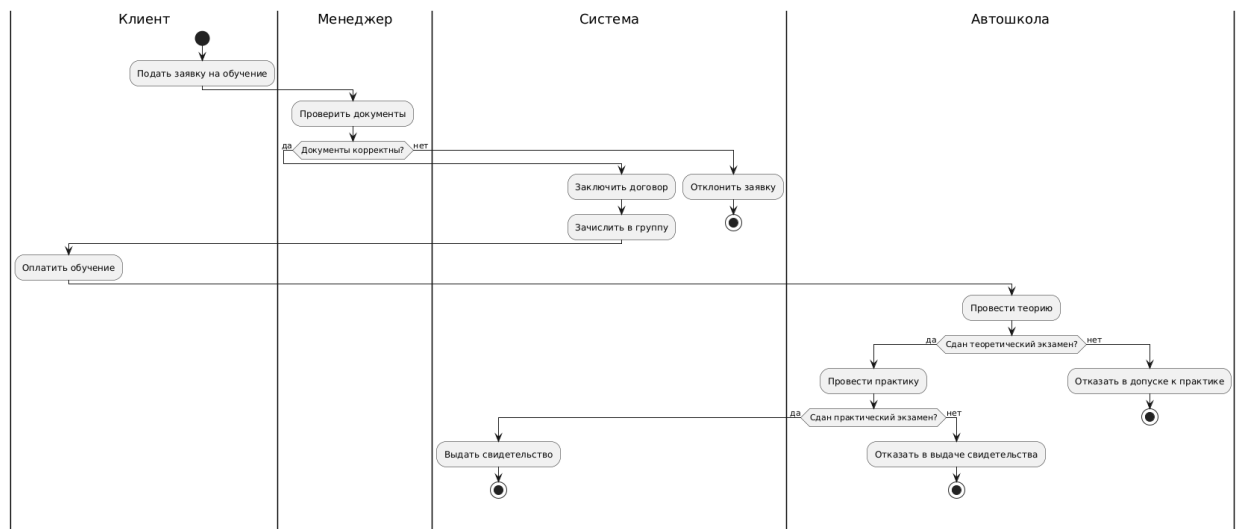 Клиент
Менеджер
Система
Автошкола
Подать заявку на обучение
Проверить документы
да
Документы корректны?
нет
Заключить договор
Отклонить заявку
Зачислить в группу
Оплатить обучение
Провести теорию
да
Сдан теоретический экзамен?
нет
Провести практику
Отказать в допуске к практике
да
Сдан практический экзамен?
нет
Выдать свидетельство
Отказать в выдаче свидетельства